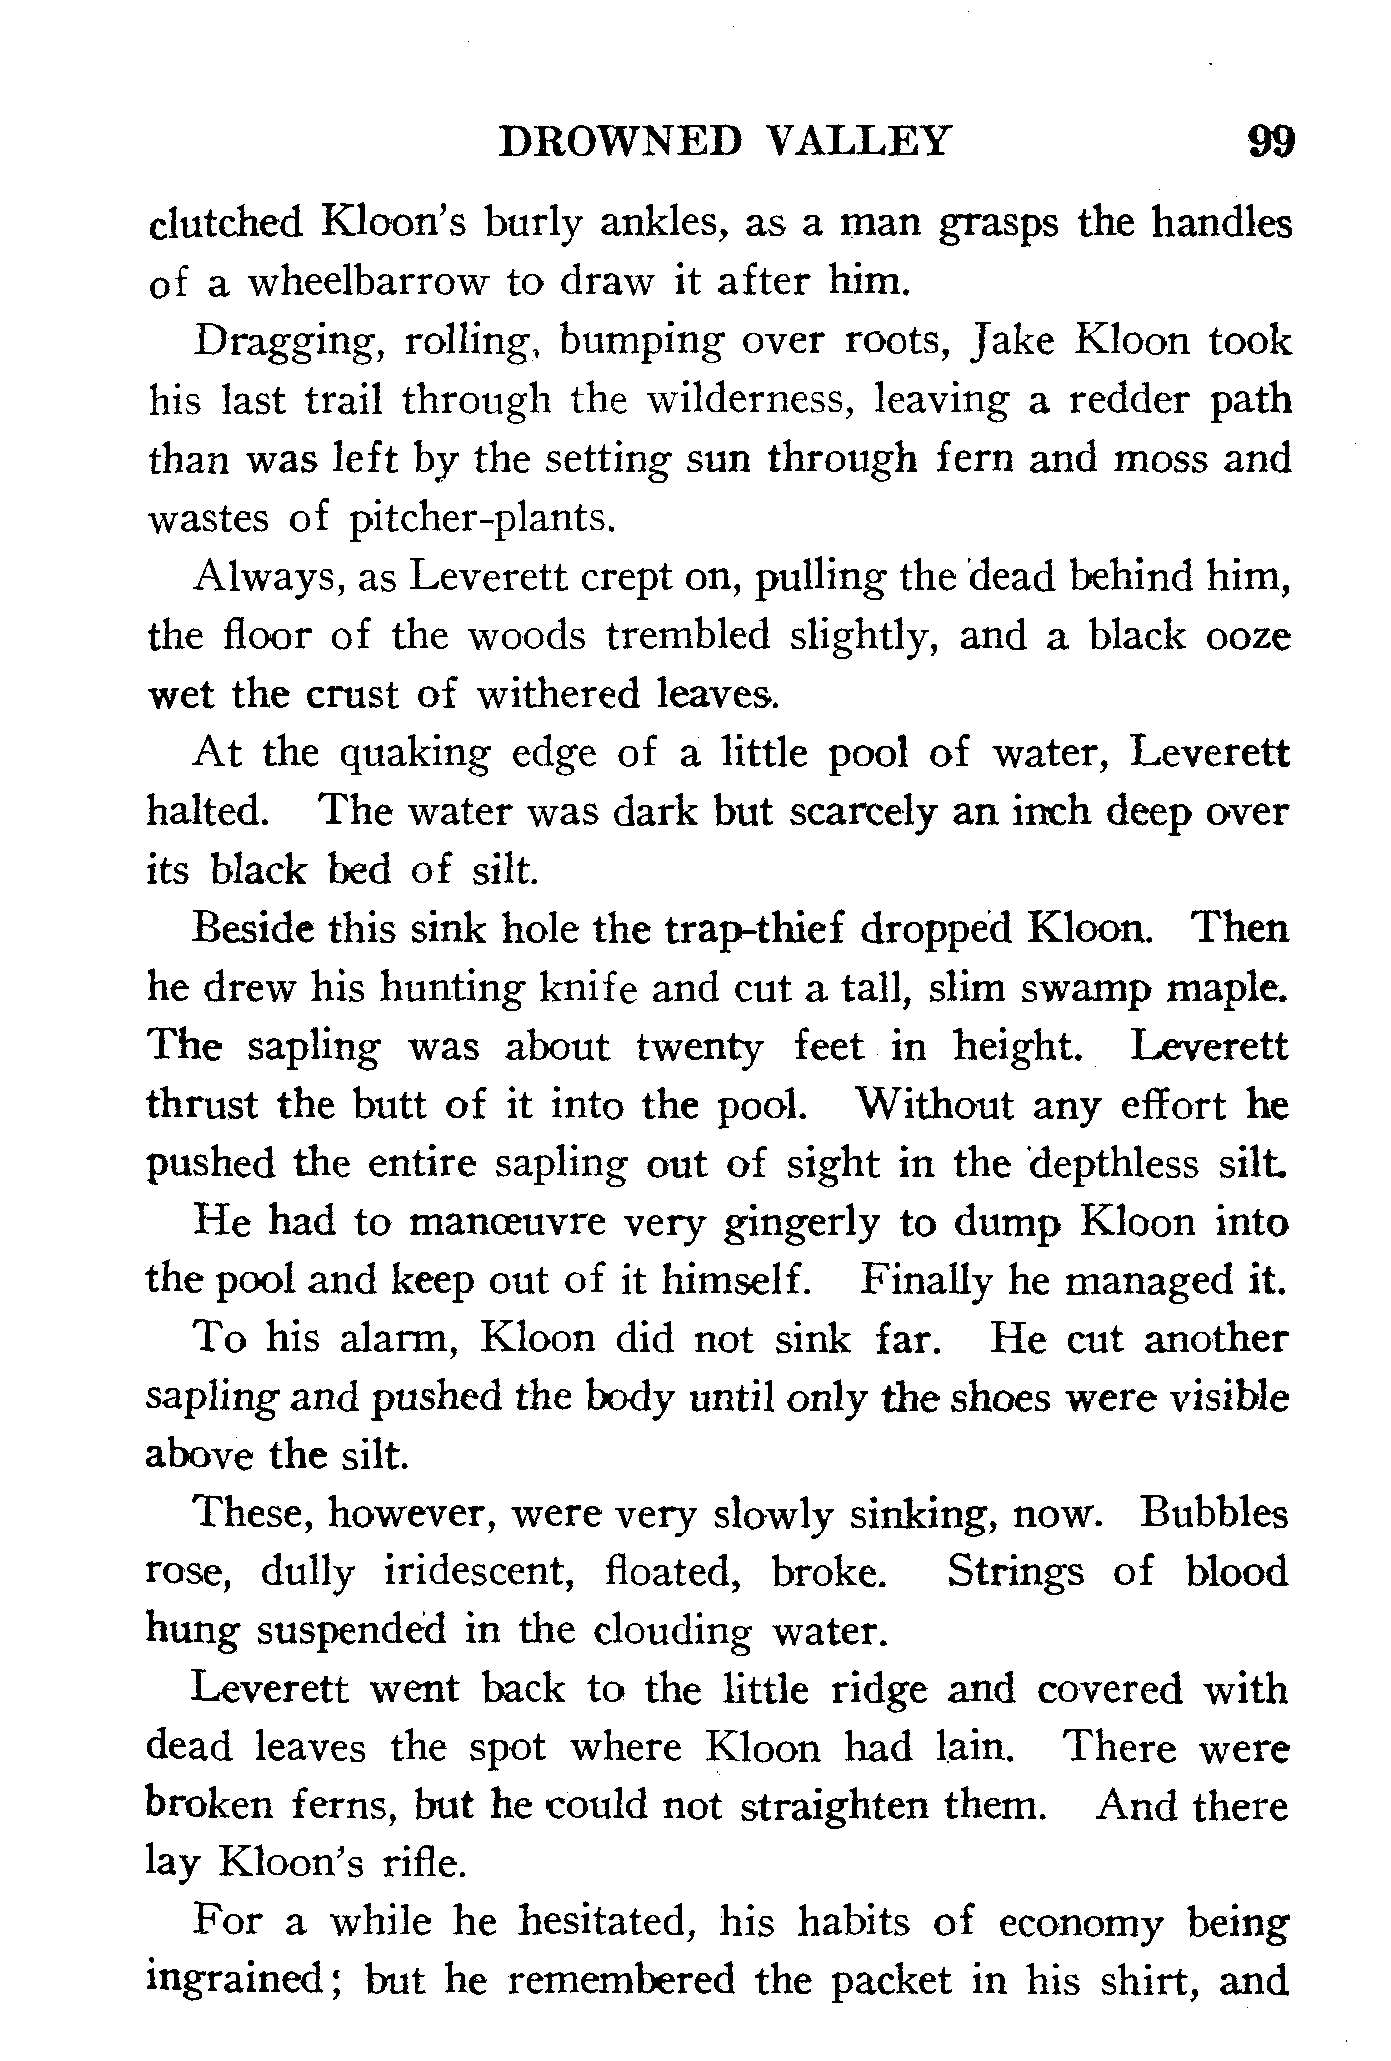 DROWNED VALLEY 99
clutched Kloon's burly ankles, as a man grasps the handles
of a wheelbarrow to draw it after him.
Dragging, rolling, bumping over roots, Jake Kloon took
his last trail through the wilderness, leaving a redder path
than was left by the setting sun through fern and moss and
wastes of pitcher-plants.
Always, as Leverett crept on, pulling the dead behind him,
the floor of the woods trembled slightly, and a black ooze
wet the crust of withered leaves.
At the quaking edge of a little pool of water, Leverett
halted. The water was dark but scarcely an inch deep over
its black bed of silt.
Beside this sink hole the trap-thief dropped Kloon. Then
he drew his hunting knife and cut a tall, slim swamp maple.
The sapling was about twenty feet in height. Leverett
thrust the butt of it into the pool. Without any effort he
pushed the entire sapling out of sight in the depthless silt.
He had to manœuvre very gingerly to dump Kloon into
the pool and keep out of it himself. Finally he managed it.
To his alarm, Kloon did not sink far. He cut another
sapling and pushed the body until only the shoes were visible
above the silt.
These, however, were very slowly sinking, now. Bubbles
rose, dully iridescent, floated, broke. Strings of blood
hung suspended in the clouding water.
Leverett went back to the little ridge and covered with
dead leaves the spot where Kloon had lain. There were
broken ferns, but he could not straighten them. And there
lay Kloon's rifle.
For a while he hesitated, his habits of economy being
ingrained; but he remembered the packet in his shirt, and